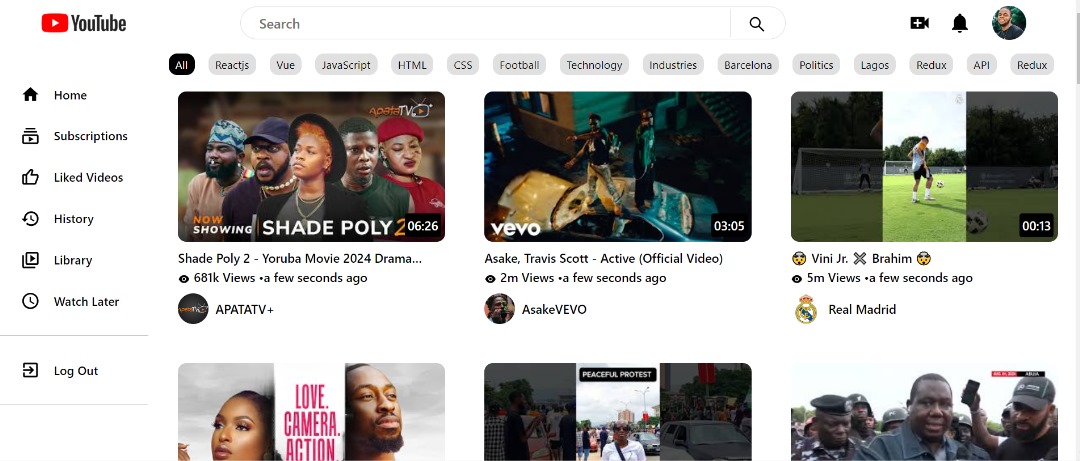 YouTube
Search
All Reactjs Vue JavaScript HTML CSS Football Technology Industries Barcelona Politics Lagos Redux API Redux
Home
Subscriptions
Liked Videos
History
Library
Watch Later
Log Out
APATATV+
NOW
SHOWING
SHADE POLY 2
06:26
Shade Poly 2 - Yoruba Movie 2024 Drama...
681k Views •a few seconds ago
APATATV+
vevo
03:05
Asake, Travis Scott - Active (Official Video)
2m Views •a few seconds ago
AsakeVEVO
00:13
😵 Vini Jr. ⚔ Brahim 😵
5m Views •a few seconds ago
Real Madrid
LOVE.
CAMERA.
ACTION.
PEACEFUL PROTEST
ABUJA